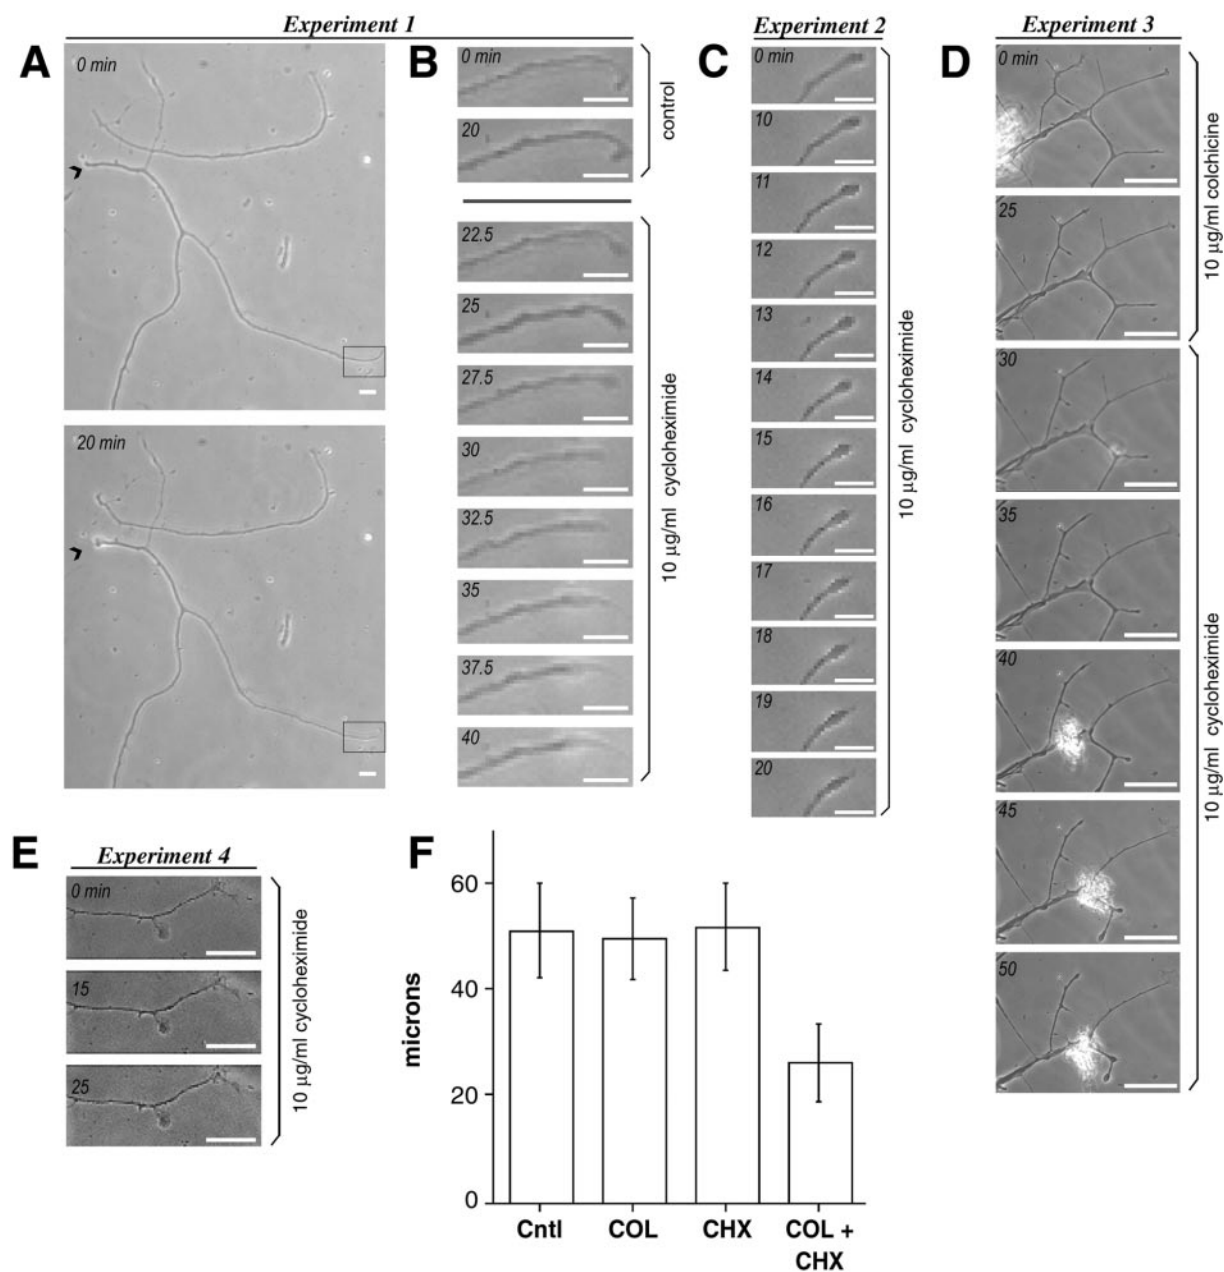 Experiment 1
A
0 min
20 min
B
0 min
20
control
22.5
25
27.5
30
32.5
35
37.5
40
10 µg/ml cycloheximide
Experiment 2
C
0 min
10
11
12
13
14
15
16
17
18
19
20
10 µg/ml cycloheximide
Experiment 3
D
0 min
25
10 µg/ml colchicine
30
35
40
45
50
10 µg/ml cycloheximide
Experiment 4
E
0 min
15
25
10 µg/ml cycloheximide
F
microns
60
40
20
0
Cntl
COL
CHX
COL +
CHX